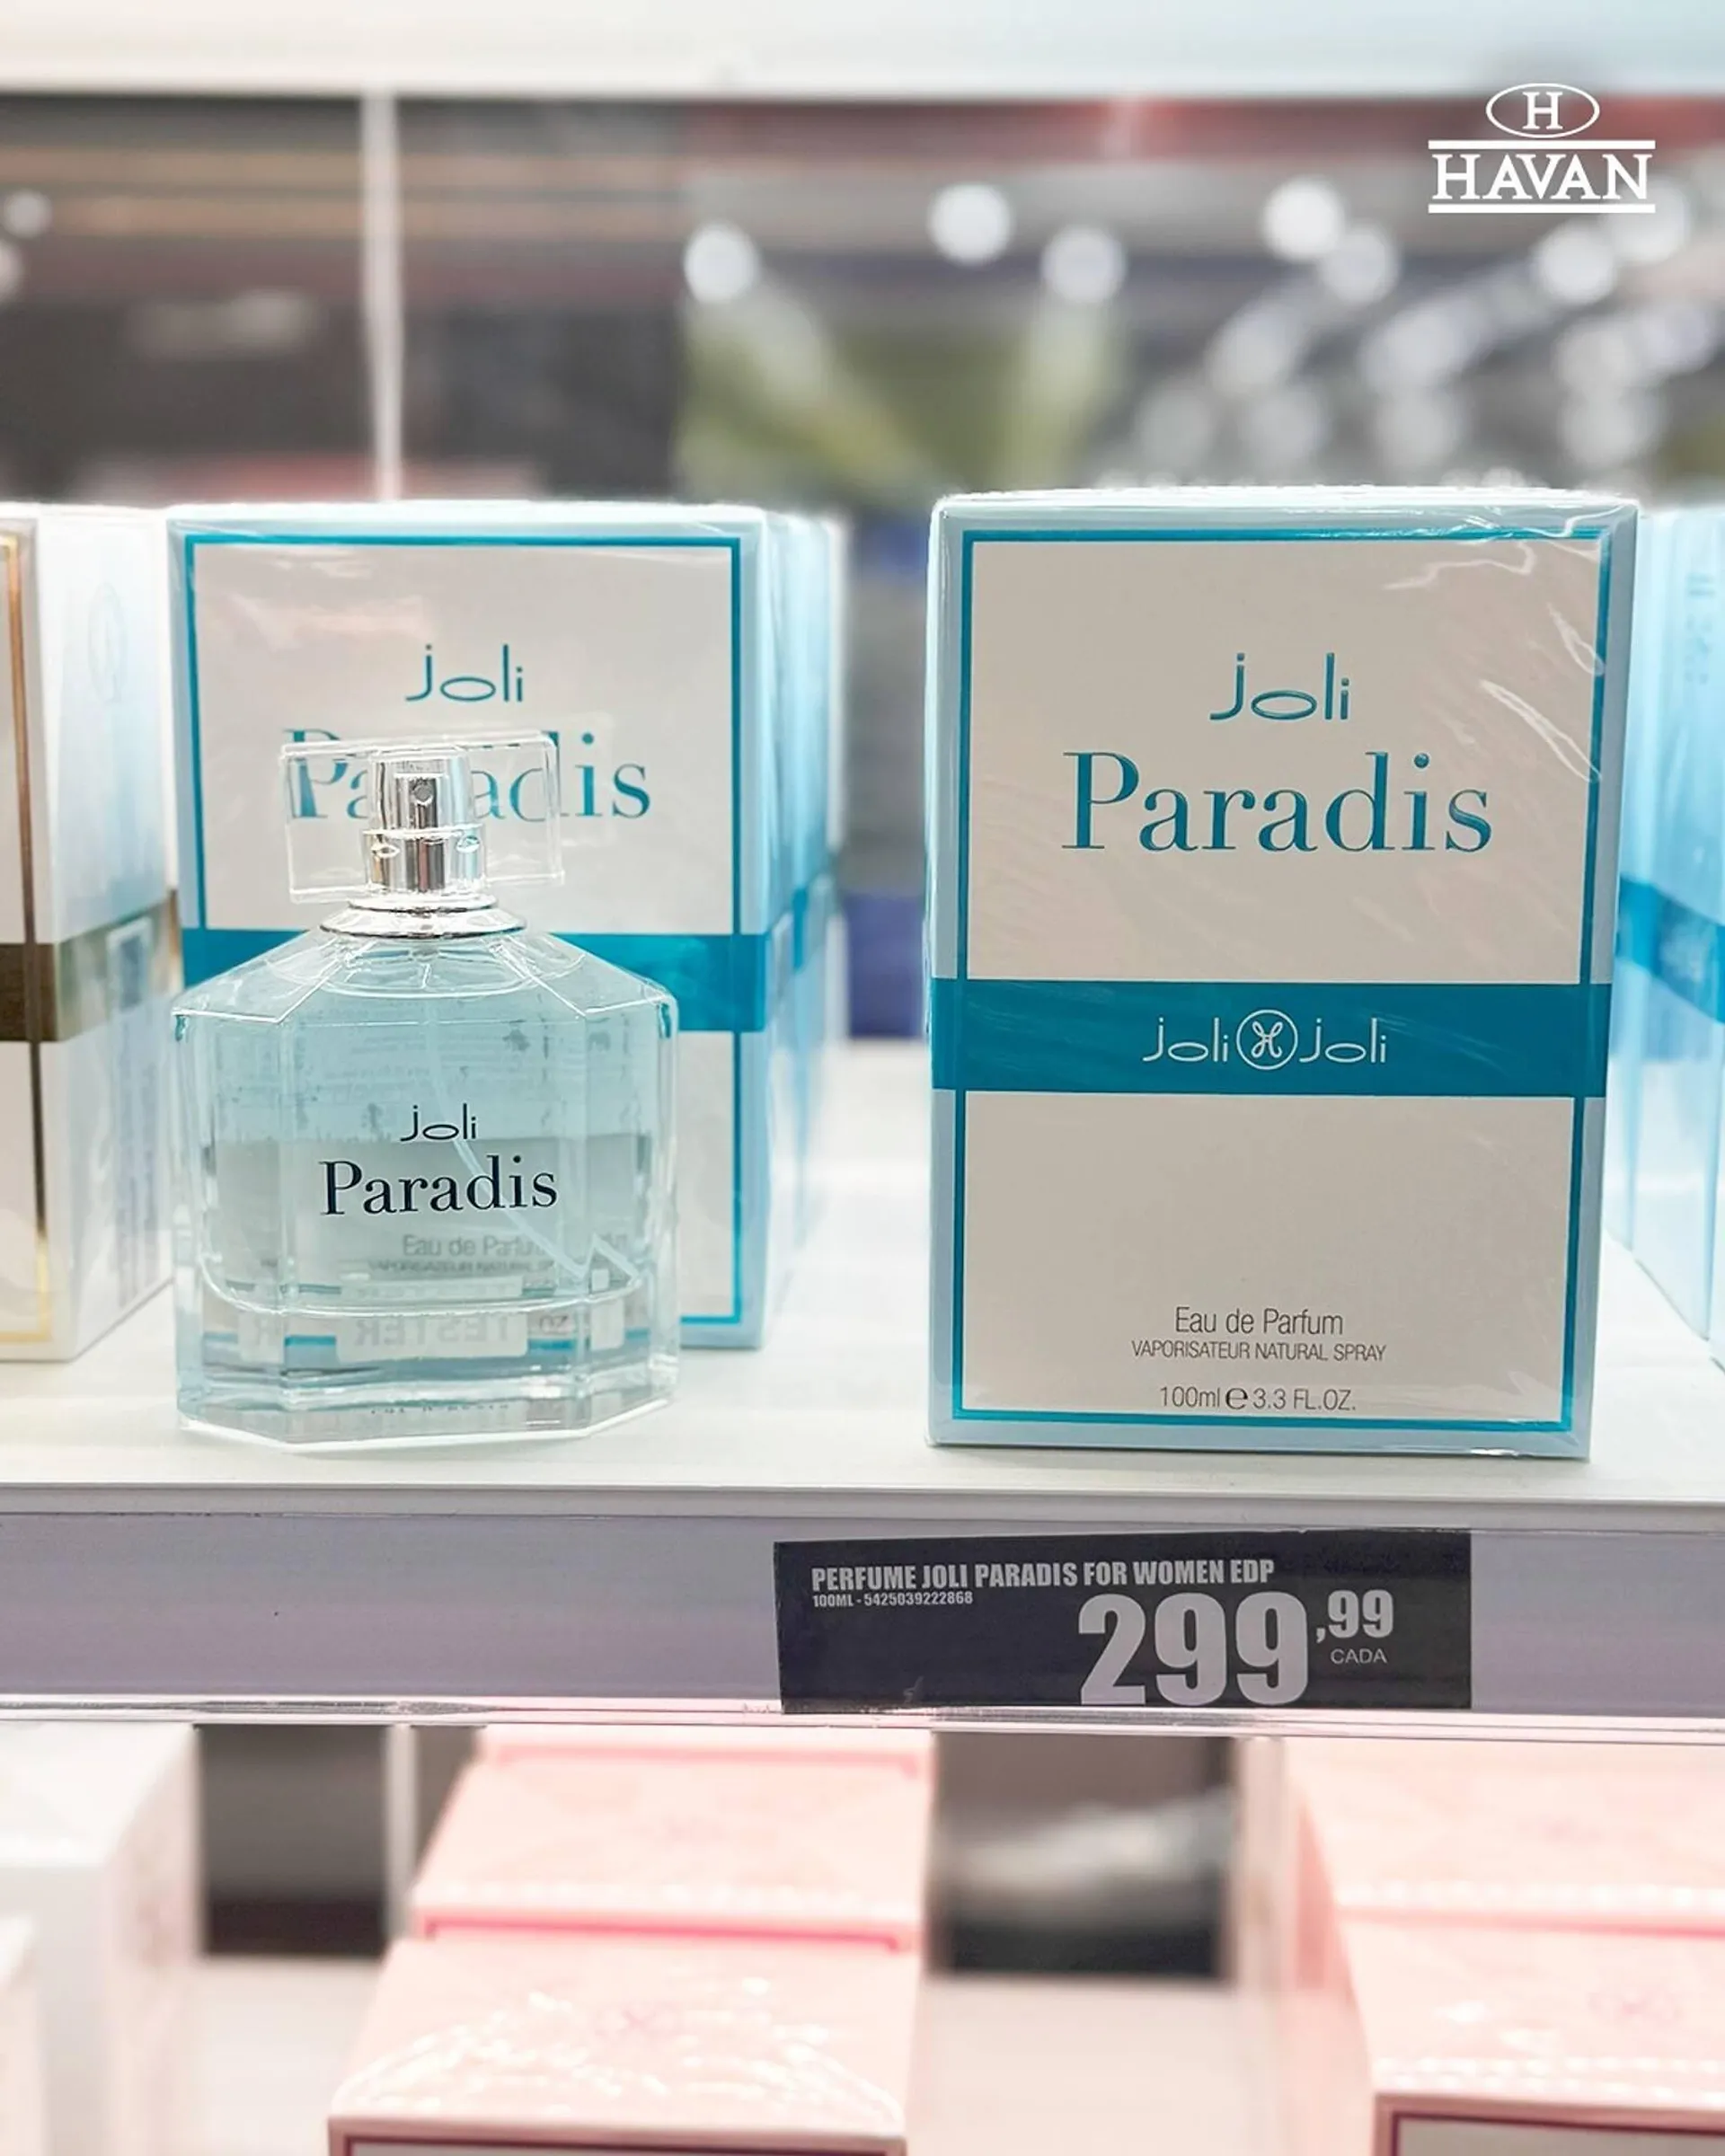 H
HAVAN
joli
Paradis
joli
Paradis
Eau de Parfum
TESTER
joli
Paradis
joli joli
Eau de Parfum
VAPORISATEUR NATURAL SPRAY
100ml e 3.3 FL.OZ.
PERFUME JOLI PARADIS FOR WOMEN EDP
100ML - 5425039222868
299,99
CADA